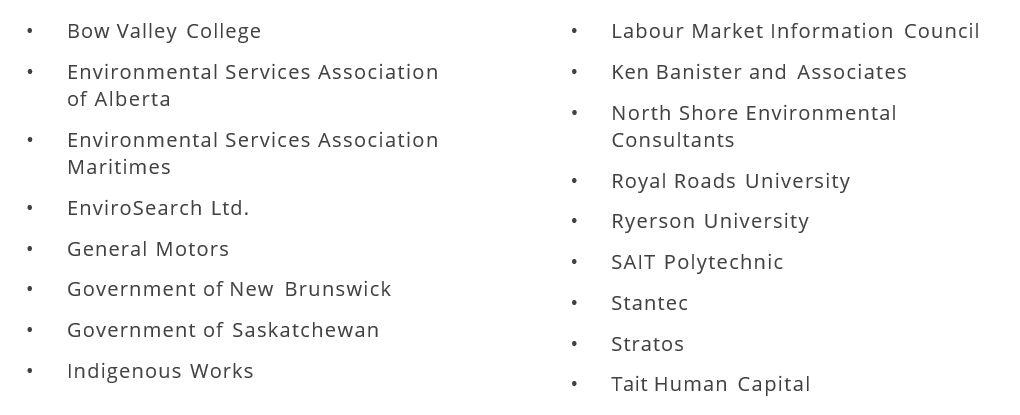 • Bow Valley College
• Environmental Services Association
of Alberta
• Environmental Services Association
Maritimes
• EnviroSearch Ltd.
• General Motors
• Government of New Brunswick
• Government of Saskatchewan
• Indigenous Works
• Labour Market Information Council
• Ken Banister and Associates
• North Shore Environmental
Consultants
• Royal Roads University
• Ryerson University
• SAIT Polytechnic
• Stantec
• Stratos
• Tait Human Capital